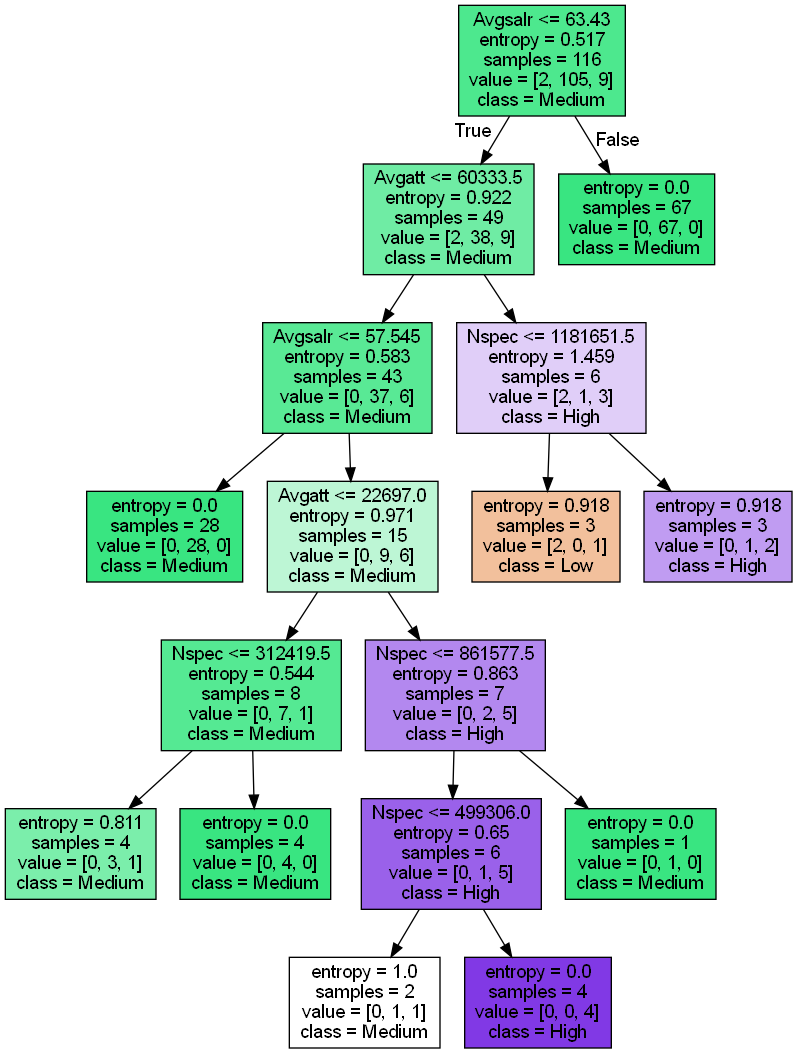 Avgsalr <= 63.43
entropy = 0.517
samples = 116
value = [2, 105, 9]
class = Medium
True
False
Avgatt <= 60333.5
entropy = 0.922
samples = 49
value = [2, 38, 9]
class = Medium
entropy = 0.0
samples = 67
value = [0, 67, 0]
class = Medium
Avgsalr <= 57.545
entropy = 0.583
samples = 43
value = [0, 37, 6]
class = Medium
Nspec <= 1181651.5
entropy = 1.459
samples = 6
value = [2, 1, 3]
class = High
entropy = 0.0
samples = 28
value = [0, 28, 0]
class = Medium
Avgatt <= 22697.0
entropy = 0.971
samples = 15
value = [0, 9, 6]
class = Medium
entropy = 0.918
samples = 3
value = [2, 0, 1]
class = Low
entropy = 0.918
samples = 3
value = [0, 1, 2]
class = High
Nspec <= 312419.5
entropy = 0.544
samples = 8
value = [0, 7, 1]
class = Medium
Nspec <= 861577.5
entropy = 0.863
samples = 7
value = [0, 2, 5]
class = High
entropy = 0.811
samples = 4
value = [0, 3, 1]
class = Medium
entropy = 0.0
samples = 4
value = [0, 4, 0]
class = Medium
Nspec <= 499306.0
entropy = 0.65
samples = 6
value = [0, 1, 5]
class = High
entropy = 0.0
samples = 1
value = [0, 1, 0]
class = Medium
entropy = 1.0
samples = 2
value = [0, 1, 1]
class = Medium
entropy = 0.0
samples = 4
value = [0, 0, 4]
class = High